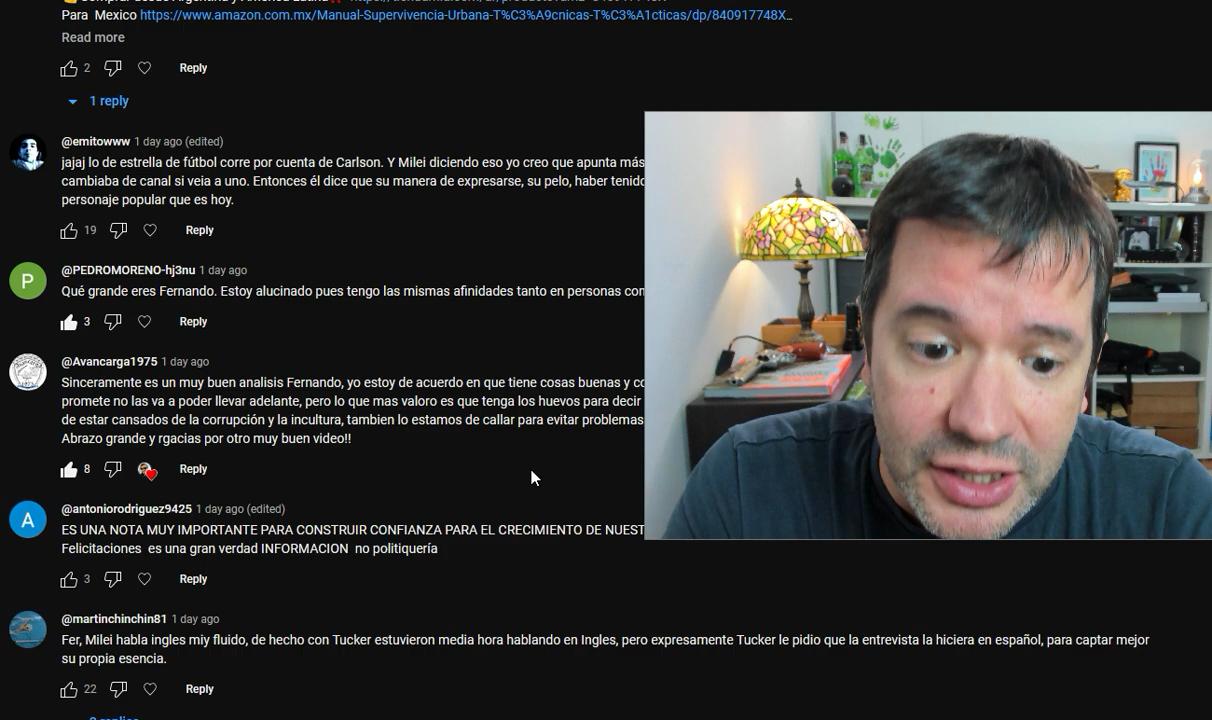 Para  Mexico https://www.amazon.com.mx/Manual-Supervivencia-Urbana-T%C3%A9cnicas-T%C3%A1cticas/dp/840917748X…
Read more
2
Reply
1 reply
@emitowww 1 day ago (edited)
jajaj lo de estrella de fútbol corre por cuenta de Carlson. Y Milei diciendo eso yo creo que apunta más
cambiaba de canal si veia a uno. Entonces él dice que su manera de expresarse, su pelo, haber tenido
personaje popular que es hoy.
19
Reply
P
@PEDROMORENO-hj3nu 1 day ago
Qué grande eres Fernando. Estoy alucinado pues tengo las mismas afinidades tanto en personas con
3
Reply
@Avancarga1975 1 day ago
Sinceramente es un muy buen analisis Fernando, yo estoy de acuerdo en que tiene cosas buenas y co
promete no las va a poder llevar adelante, pero lo que mas valoro es que tenga los huevos para decir
de estar cansados de la corrupción y la incultura, tambien lo estamos de callar para evitar problemas
Abrazo grande y rgacias por otro muy buen video!!
8
Reply
A
@antoniorodriguez9425 1 day ago (edited)
ES UNA NOTA MUY IMPORTANTE PARA CONSTRUIR CONFIANZA PARA EL CRECIMIENTO DE NUEST
Felicitaciones  es una gran verdad INFORMACION  no politiquería
3
Reply
@martinchinchin81 1 day ago
Fer, Milei habla ingles miy fluido, de hecho con Tucker estuvieron media hora hablando en Ingles, pero expresamente Tucker le pidio que la entrevista la hiciera en español, para captar mejor
su propia esencia.
22
Reply